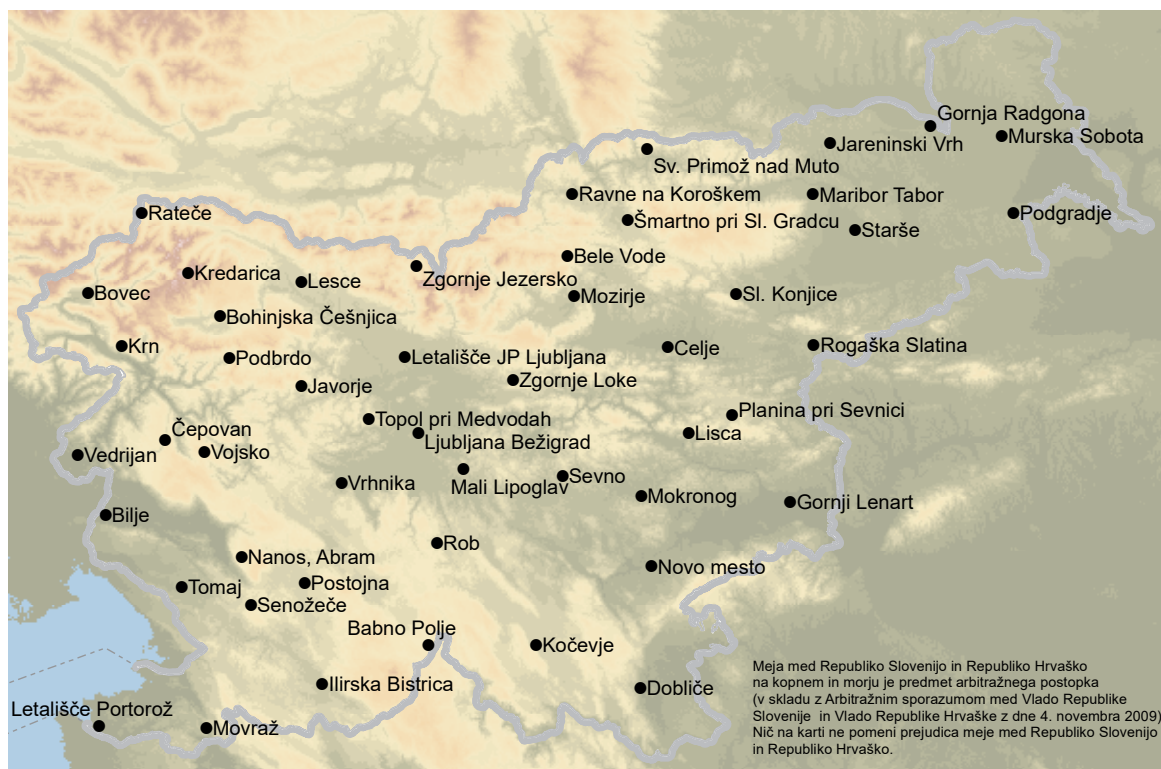 Gornja Radgona
Murska Sobota
Jareninski Vrh
Sv. Primož nad Muto
Ravne na Koroškem
Maribor Tabor
Rateče
Podgradje
Šmartno pri Sl. Gradcu
Starše
Bele Vode
Kredarica
Zgornje Jezersko
Lesce
Bovec
Mozirje
Sl. Konjice
Bohinjska Češnjica
Krn
Rogaška Slatina
Celje
Podbrdo
Letališče JP Ljubljana
Zgornje Loke
Javorje
Planina pri Sevnici
Topol pri Medvodah
Čepovan
Lisca
Ljubljana Bežigrad
Vojsko
Vedrijan
Sevno
Vrhnika
Mali Lipoglav
Mokronog
Gornji Lenart
Bilje
Rob
Nanos, Abram
Novo mesto
Postojna
Tomaj
Senožeče
Babno Polje
Kočevje
Ilirska Bistrica
Dobliče
Letališče Portorož
Movraž
Meja med Republiko Slovenijo in Republiko Hrvaško
na kopnem in morju je predmet arbitražnega postopka
(v skladu z Arbitražnim sporazumom med Vlado Republike
Slovenije in Vlado Republike Hrvaške z dne 4. novembra 2009)
Nič na karti ne pomeni prejudica meje med Republiko Slovenijo
in Republiko Hrvaško.